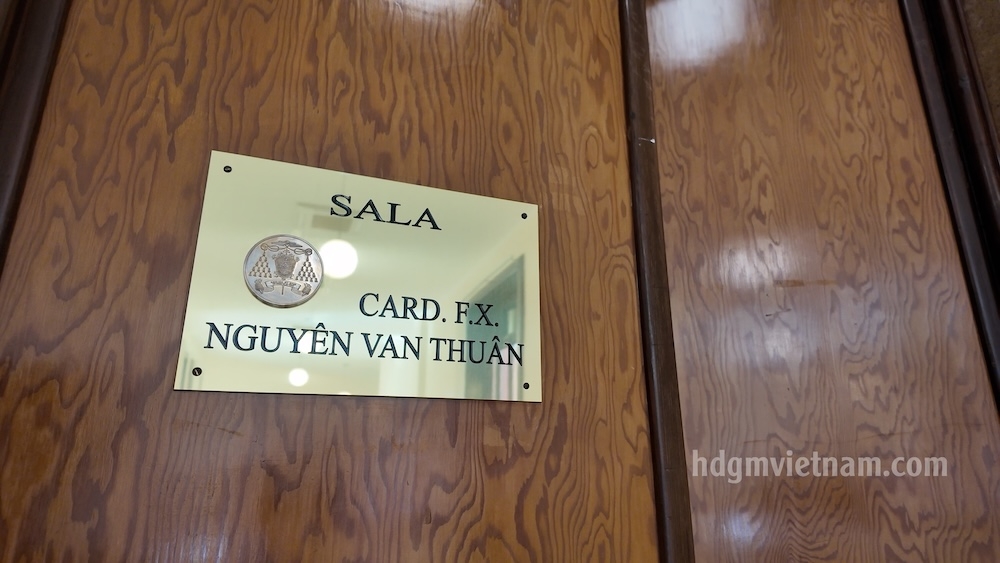 SALA
CARD. F.X.
NGUYÊN VAN THUÂN
hdgmvietnam.com